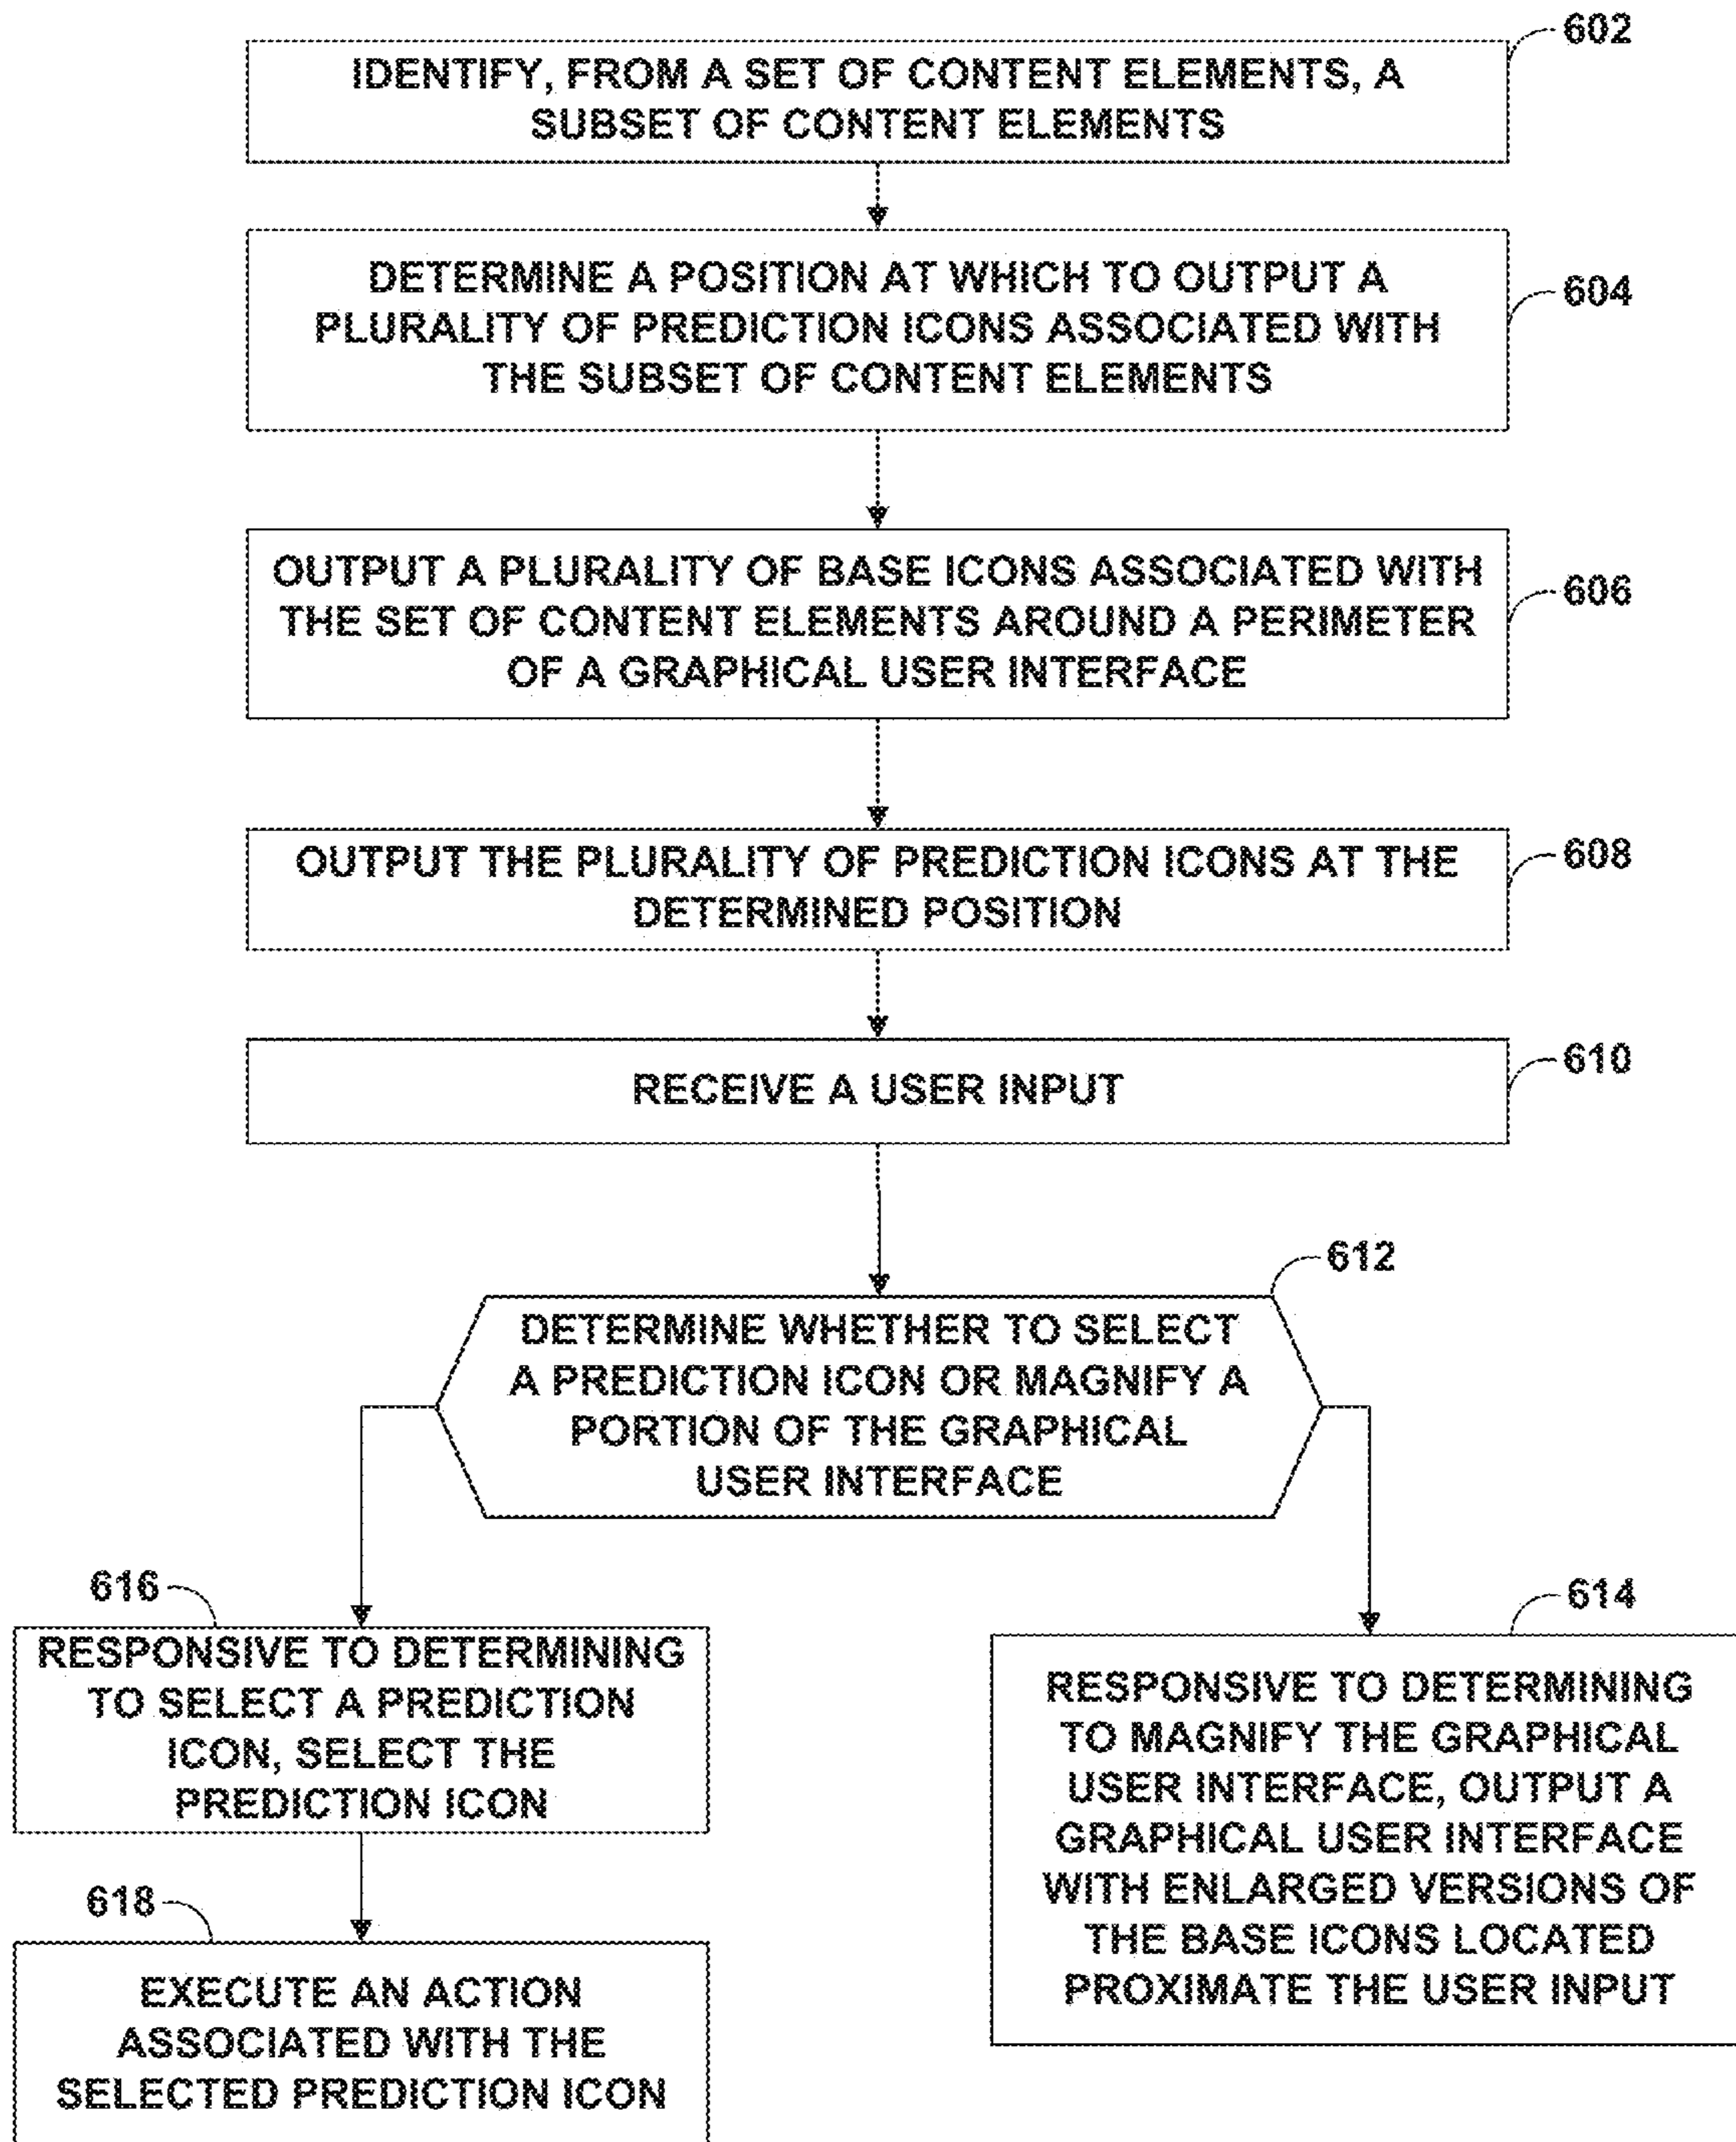 602
IDENTIFY, FROM A SET OF CONTENT ELEMENTS, A
SUBSET OF CONTENT ELEMENTS
604
DETERMINE A POSITION AT WHICH TO OUTPUT A
PLURALITY OF PREDICTION ICONS ASSOCIATED WITH
THE SUBSET OF CONTENT ELEMENTS
606
OUTPUT A PLURALITY OF BASE ICONS ASSOCIATED WITH
THE SET OF CONTENT ELEMENTS AROUND A PERIMETER
OF A GRAPHICAL USER INTERFACE
608
OUTPUT THE PLURALITY OF PREDICTION ICONS AT THE
DETERMINED POSITION
610
RECEIVE A USER INPUT
612
DETERMINE WHETHER TO SELECT
A PREDICTION ICON OR MAGNIFY A
PORTION OF THE GRAPHICAL
USER INTERFACE
616
RESPONSIVE TO DETERMINING
TO SELECT A PREDICTION
ICON, SELECT THE
PREDICTION ICON
618
EXECUTE AN ACTION
ASSOCIATED WITH THE
SELECTED PREDICTION ICON
614
RESPONSIVE TO DETERMINING
TO MAGNIFY THE GRAPHICAL
USER INTERFACE, OUTPUT A
GRAPHICAL USER INTERFACE
WITH ENLARGED VERSIONS OF
THE BASE ICONS LOCATED
PROXIMATE THE USER INPUT